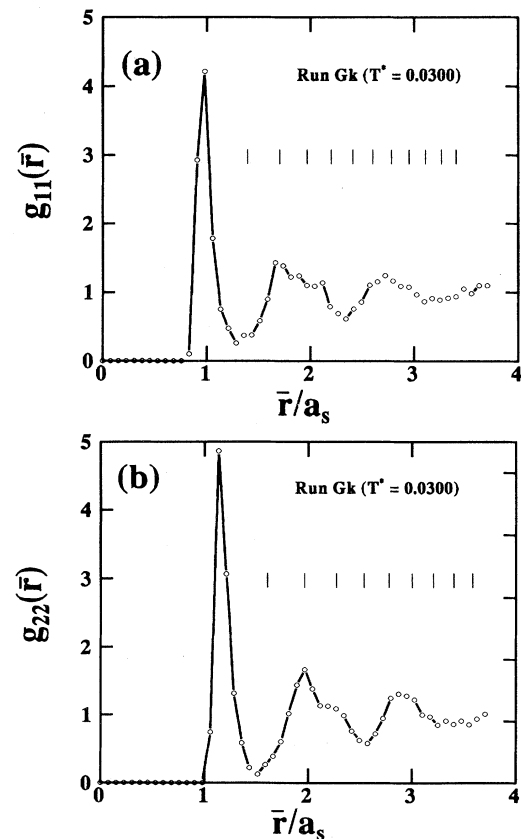 5
(a)
Run Gk (T* = 0.0300)
4
3
g11(r̄)
2
1
0
0 1 2 3 4
r̄/as
5
(b)
Run Gk (T* = 0.0300)
4
3
g22(r̄)
2
1
0
0 1 2 3 4
r̄/as